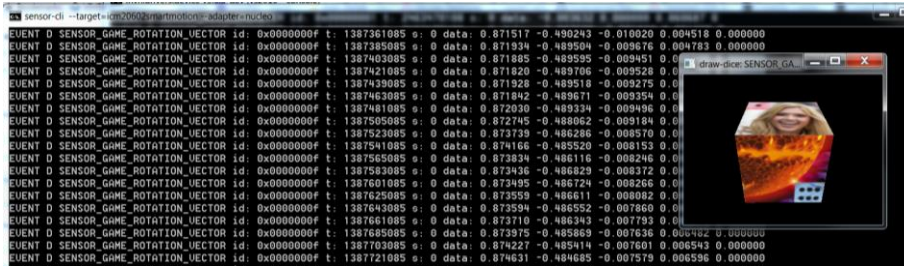 sensor-cli --target=icm20602smartmotion --adapter=nucleo
draw-dice: SENSOR_GA...
EVENT D SENSOR_GAME_ROTATION_VECTOR id: 0x0000000f t: 1387361085 s: 0 data: 0.871517 -0.490243 -0.010020 0.004518 0.000000
EVENT D SENSOR_GAME_ROTATION_VECTOR id: 0x0000000f t: 1387385085 s: 0 data: 0.871934 -0.489504 -0.009676 0.004783 0.000000
EVENT D SENSOR_GAME_ROTATION_VECTOR id: 0x0000000f t: 1387403085 s: 0 data: 0.871885 -0.489595 -0.009451
EVENT D SENSOR_GAME_ROTATION_VECTOR id: 0x0000000f t: 1387421085 s: 0 data: 0.871820 -0.489706 -0.009528
EVENT D SENSOR_GAME_ROTATION_VECTOR id: 0x0000000f t: 1387439085 s: 0 data: 0.871928 -0.489518 -0.009275
EVENT D SENSOR_GAME_ROTATION_VECTOR id: 0x0000000f t: 1387463085 s: 0 data: 0.871842 -0.489671 -0.009354
EVENT D SENSOR_GAME_ROTATION_VECTOR id: 0x0000000f t: 1387481085 s: 0 data: 0.872030 -0.489334 -0.009496
EVENT D SENSOR_GAME_ROTATION_VECTOR id: 0x0000000f t: 1387505085 s: 0 data: 0.872745 -0.488062 -0.009184
EVENT D SENSOR_GAME_ROTATION_VECTOR id: 0x0000000f t: 1387523085 s: 0 data: 0.873739 -0.486286 -0.008570
EVENT D SENSOR_GAME_ROTATION_VECTOR id: 0x0000000f t: 1387541085 s: 0 data: 0.874166 -0.485520 -0.008153
EVENT D SENSOR_GAME_ROTATION_VECTOR id: 0x0000000f t: 1387565085 s: 0 data: 0.873834 -0.486116 -0.008246
EVENT D SENSOR_GAME_ROTATION_VECTOR id: 0x0000000f t: 1387583085 s: 0 data: 0.873436 -0.486829 -0.008372
EVENT D SENSOR_GAME_ROTATION_VECTOR id: 0x0000000f t: 1387601085 s: 0 data: 0.873495 -0.486724 -0.008266
EVENT D SENSOR_GAME_ROTATION_VECTOR id: 0x0000000f t: 1387625085 s: 0 data: 0.873559 -0.486611 -0.008082
EVENT D SENSOR_GAME_ROTATION_VECTOR id: 0x0000000f t: 1387643085 s: 0 data: 0.873594 -0.486552 -0.007860
EVENT D SENSOR_GAME_ROTATION_VECTOR id: 0x0000000f t: 1387661085 s: 0 data: 0.873710 -0.486343 -0.007793
EVENT D SENSOR_GAME_ROTATION_VECTOR id: 0x0000000f t: 1387685085 s: 0 data: 0.873975 -0.485869 -0.007636 0.006482 0.000000
EVENT D SENSOR_GAME_ROTATION_VECTOR id: 0x0000000f t: 1387703085 s: 0 data: 0.874227 -0.485414 -0.007601 0.006543 0.000000
EVENT D SENSOR_GAME_ROTATION_VECTOR id: 0x0000000f t: 1387721085 s: 0 data: 0.874631 -0.484685 -0.007579 0.006596 0.000000